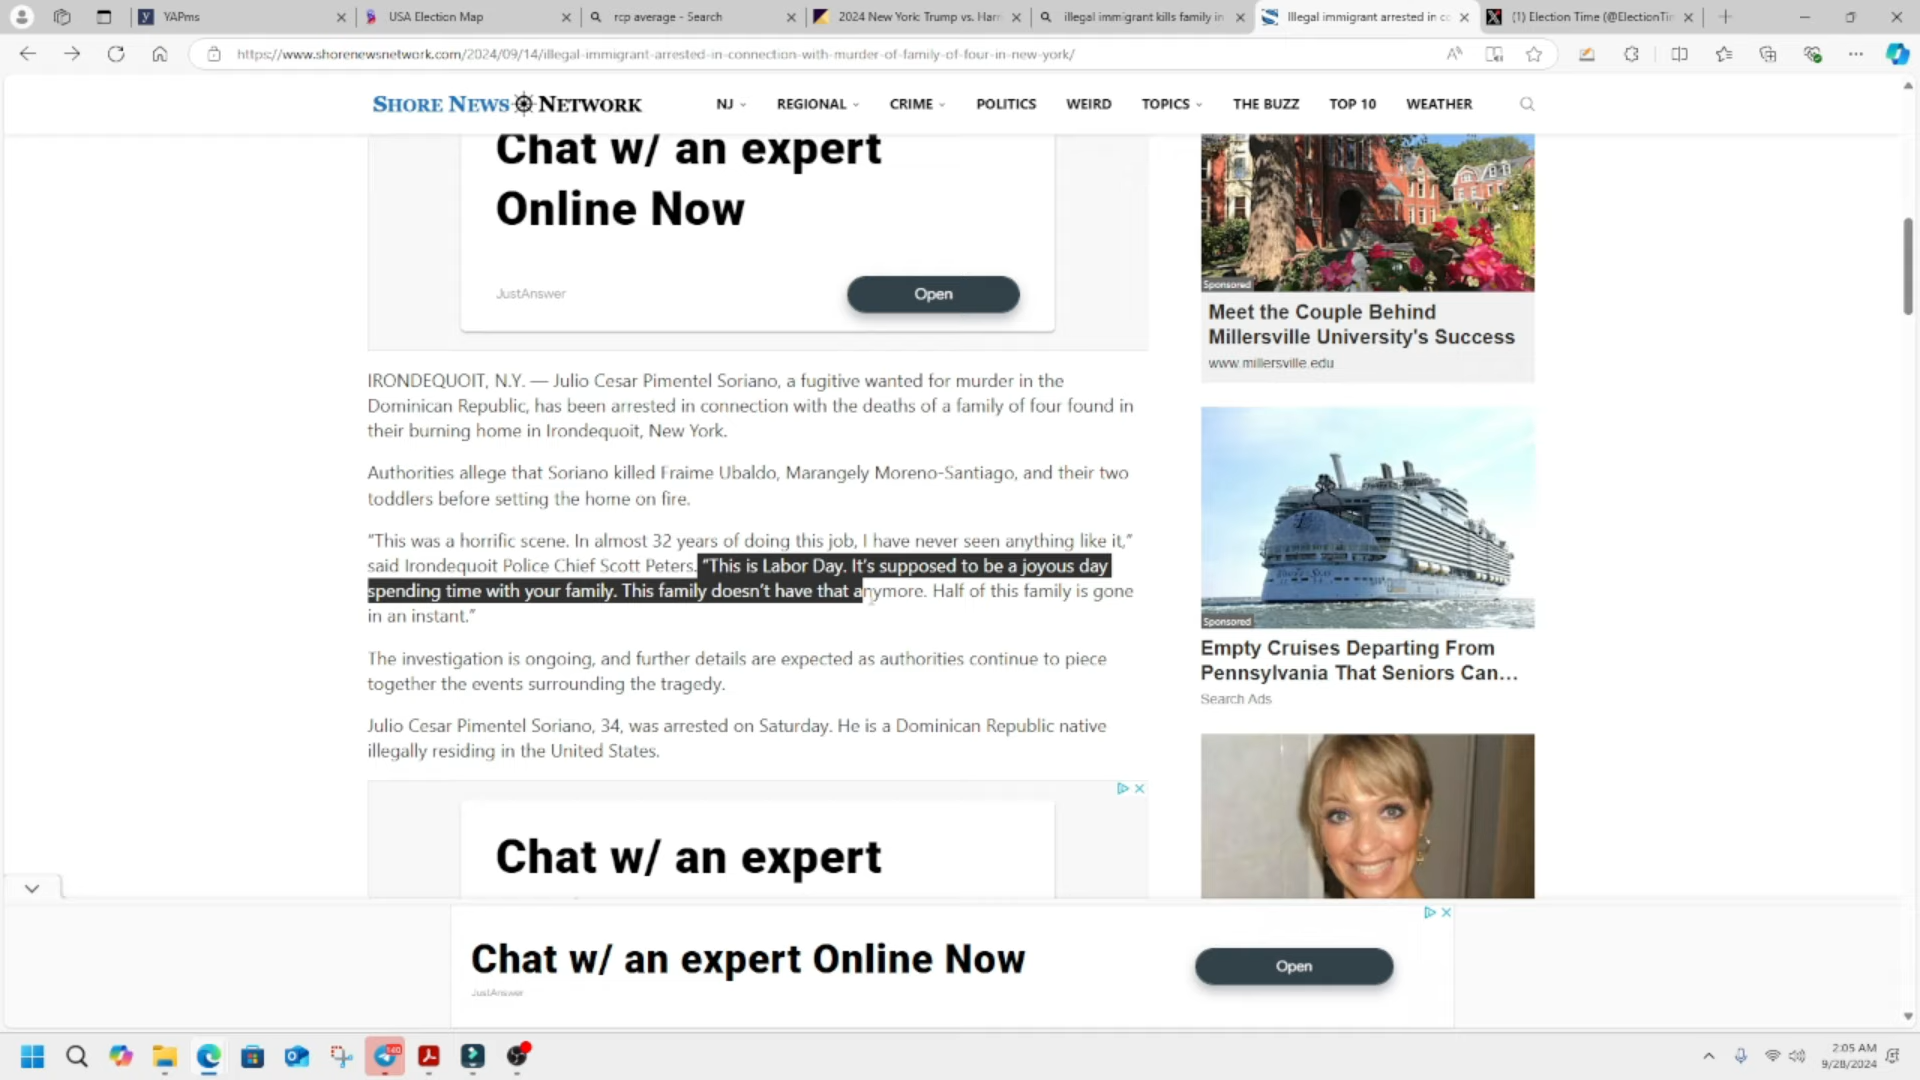 YAPms
USA Election Map
rcp average - Search
2024 New York: Trump vs. Harr
illegal immigrant kills family in
Illegal immigrant arrested in co
(1) Election Time (@ElectionTim
https://www.shorenewsnetwork.com/2024/09/14/illegal-immigrant-arrested-in-connection-with-murder-of-family-of-four-in-new-york/
SHORE NEWS NETWORK
NJ
REGIONAL
CRIME
POLITICS
WEIRD
TOPICS
THE BUZZ
TOP 10
WEATHER
Chat w/ an expert
Online Now
JustAnswer
Open
IRONDEQUOIT, N.Y. — Julio Cesar Pimentel Soriano, a fugitive wanted for murder in the
Dominican Republic, has been arrested in connection with the deaths of a family of four found in
their burning home in Irondequoit, New York.
Authorities allege that Soriano killed Fraime Ubaldo, Marangely Moreno-Santiago, and their two
toddlers before setting the home on fire.
“This was a horrific scene. In almost 32 years of doing this job, I have never seen anything like it,”
said Irondequoit Police Chief Scott Peters. “This is Labor Day. It’s supposed to be a joyous day
spending time with your family. This family doesn’t have that anymore. Half of this family is gone
in an instant.”
The investigation is ongoing, and further details are expected as authorities continue to piece
together the events surrounding the tragedy.
Julio Cesar Pimentel Soriano, 34, was arrested on Saturday. He is a Dominican Republic native
illegally residing in the United States.
Chat w/ an expert
Sponsored
Meet the Couple Behind
Millersville University's Success
www.millersville.edu
Sponsored
Empty Cruises Departing From
Pennsylvania That Seniors Can...
Search Ads
Chat w/ an expert Online Now
JustAnswer
Open
2:05 AM
9/28/2024